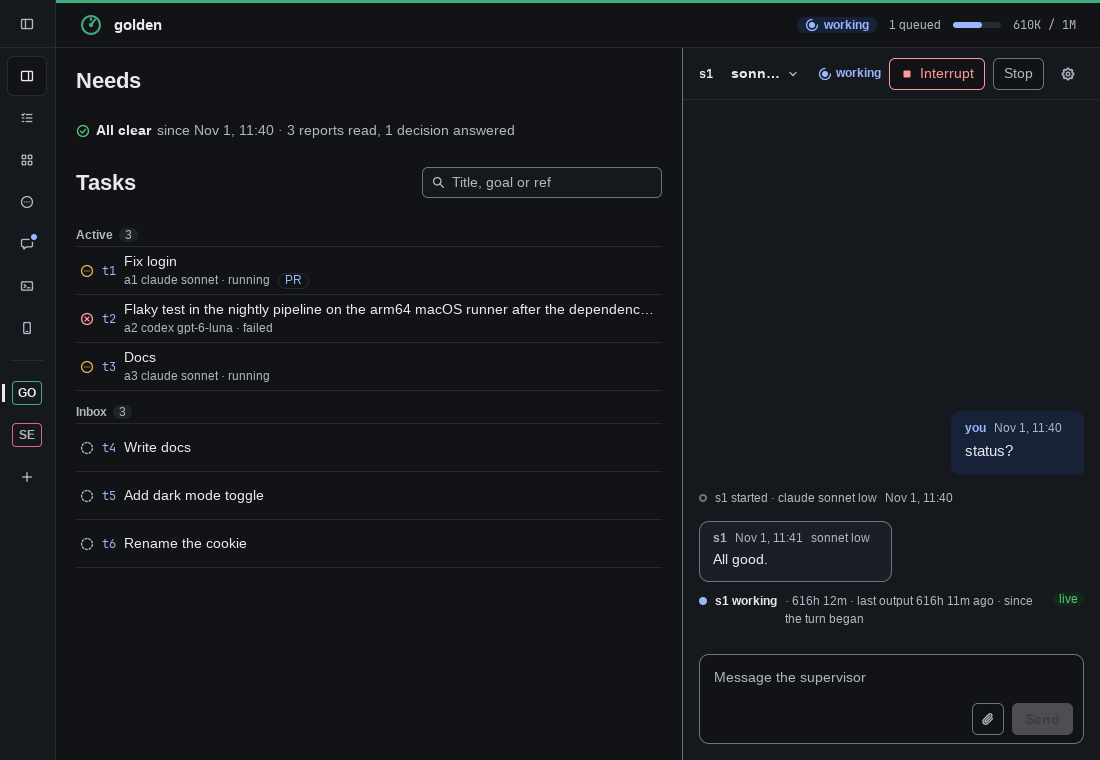 golden
working
1 queued
610K / 1M
Needs
All clear since Nov 1, 11:40 · 3 reports read, 1 decision answered
Tasks
Title, goal or ref
Active 3
t1 Fix login
a1 claude sonnet · running PR
t2 Flaky test in the nightly pipeline on the arm64 macOS runner after the dependenc…
a2 codex gpt-6-luna · failed
t3 Docs
a3 claude sonnet · running
Inbox 3
t4 Write docs
t5 Add dark mode toggle
t6 Rename the cookie
GO
SE
s1 sonn… working Interrupt Stop
you Nov 1, 11:40
status?
s1 started · claude sonnet low Nov 1, 11:40
s1 Nov 1, 11:41 sonnet low
All good.
s1 working · 616h 12m · last output 616h 11m ago · since live
the turn began
Message the supervisor
Send